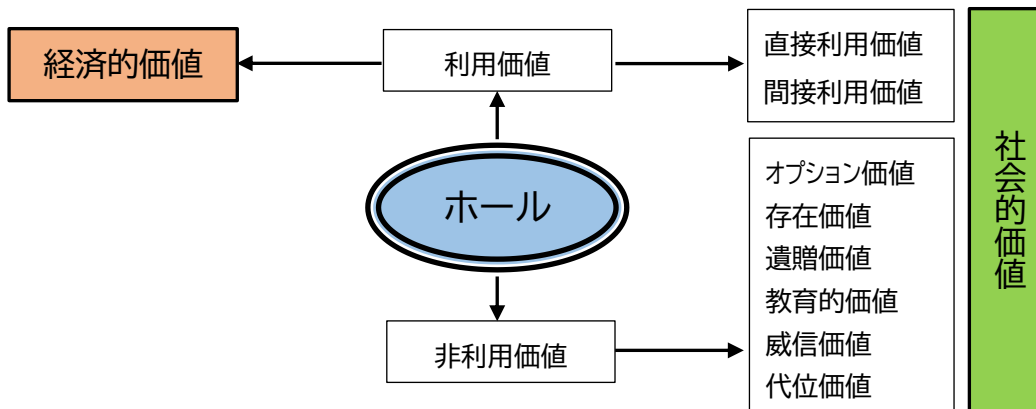 経済的価値
利用価値
直接利用価値
間接利用価値
ホール
オプション価値
存在価値
遺贈価値
教育的価値
威信価値
代位価値
非利用価値
社会的価値